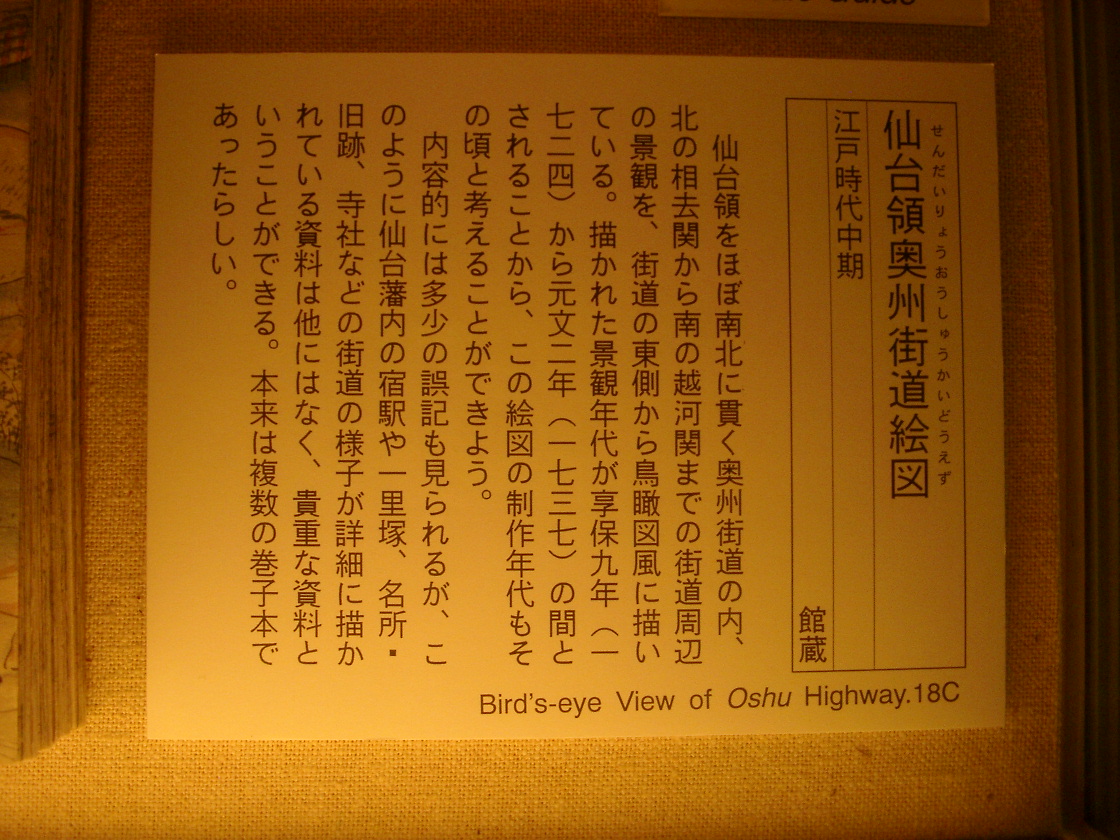 せんだいりょうおうしゅうかいどうえず
仙台領奥州街道絵図
江戸時代中期
館蔵
仙台領をほぼ南北に貫く奥州街道の内、
北の相去関から南の越河関までの街道周辺
の景観を、街道の東側から鳥瞰図風に描い
ている。描かれた景観年代が享保九年（一
七二四）から元文二年（一七三七）の間と
されることから、この絵図の制作年代もそ
の頃と考えることができよう。
内容的には多少の誤記も見られるが、こ
のように仙台藩内の宿駅や一里塚、名所・
旧跡、寺社などの街道の様子が詳細に描か
れている資料は他にはなく、貴重な資料と
いうことができる。本来は複数の巻子本で
あったらしい。
Bird's-eye View of Oshu Highway.18C